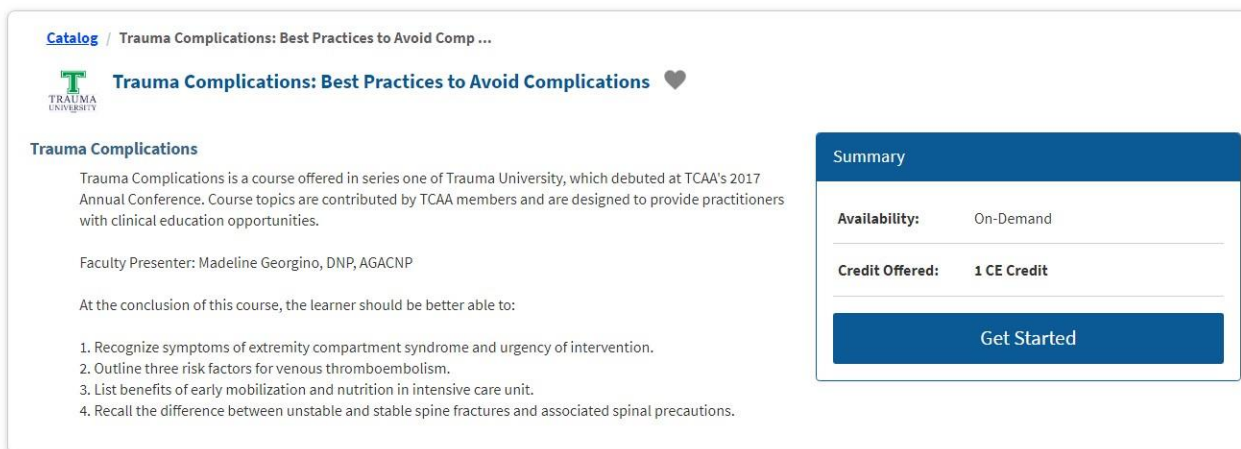 Catalog / Trauma Complications: Best Practices to Avoid Comp ...
T
TRAUMA
UNIVERSITY
Trauma Complications: Best Practices to Avoid Complications
Trauma Complications
Trauma Complications is a course offered in series one of Trauma University, which debuted at TCAA's 2017
Annual Conference. Course topics are contributed by TCAA members and are designed to provide practitioners
with clinical education opportunities.
Faculty Presenter: Madeline Georgino, DNP, AGACNP
At the conclusion of this course, the learner should be better able to:
1. Recognize symptoms of extremity compartment syndrome and urgency of intervention.
2. Outline three risk factors for venous thromboembolism.
3. List benefits of early mobilization and nutrition in intensive care unit.
4. Recall the difference between unstable and stable spine fractures and associated spinal precautions.
Summary
Availability: On-Demand
Credit Offered: 1 CE Credit
Get Started